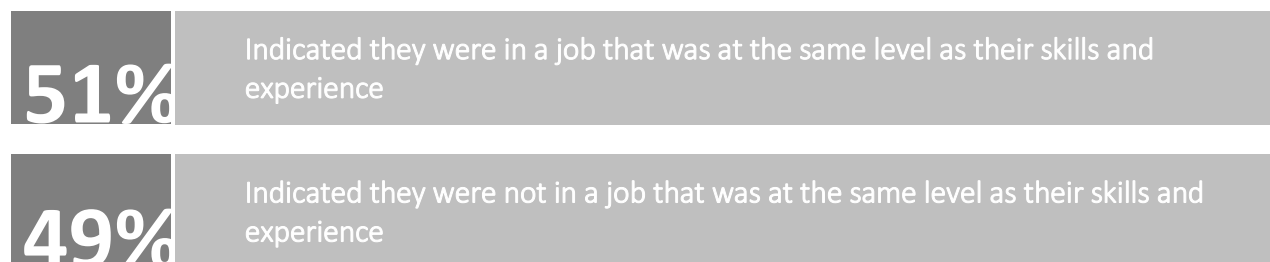 51%
Indicated they were in a job that was at the same level as their skills and
experience
49%
Indicated they were not in a job that was at the same level as their skills and
experience